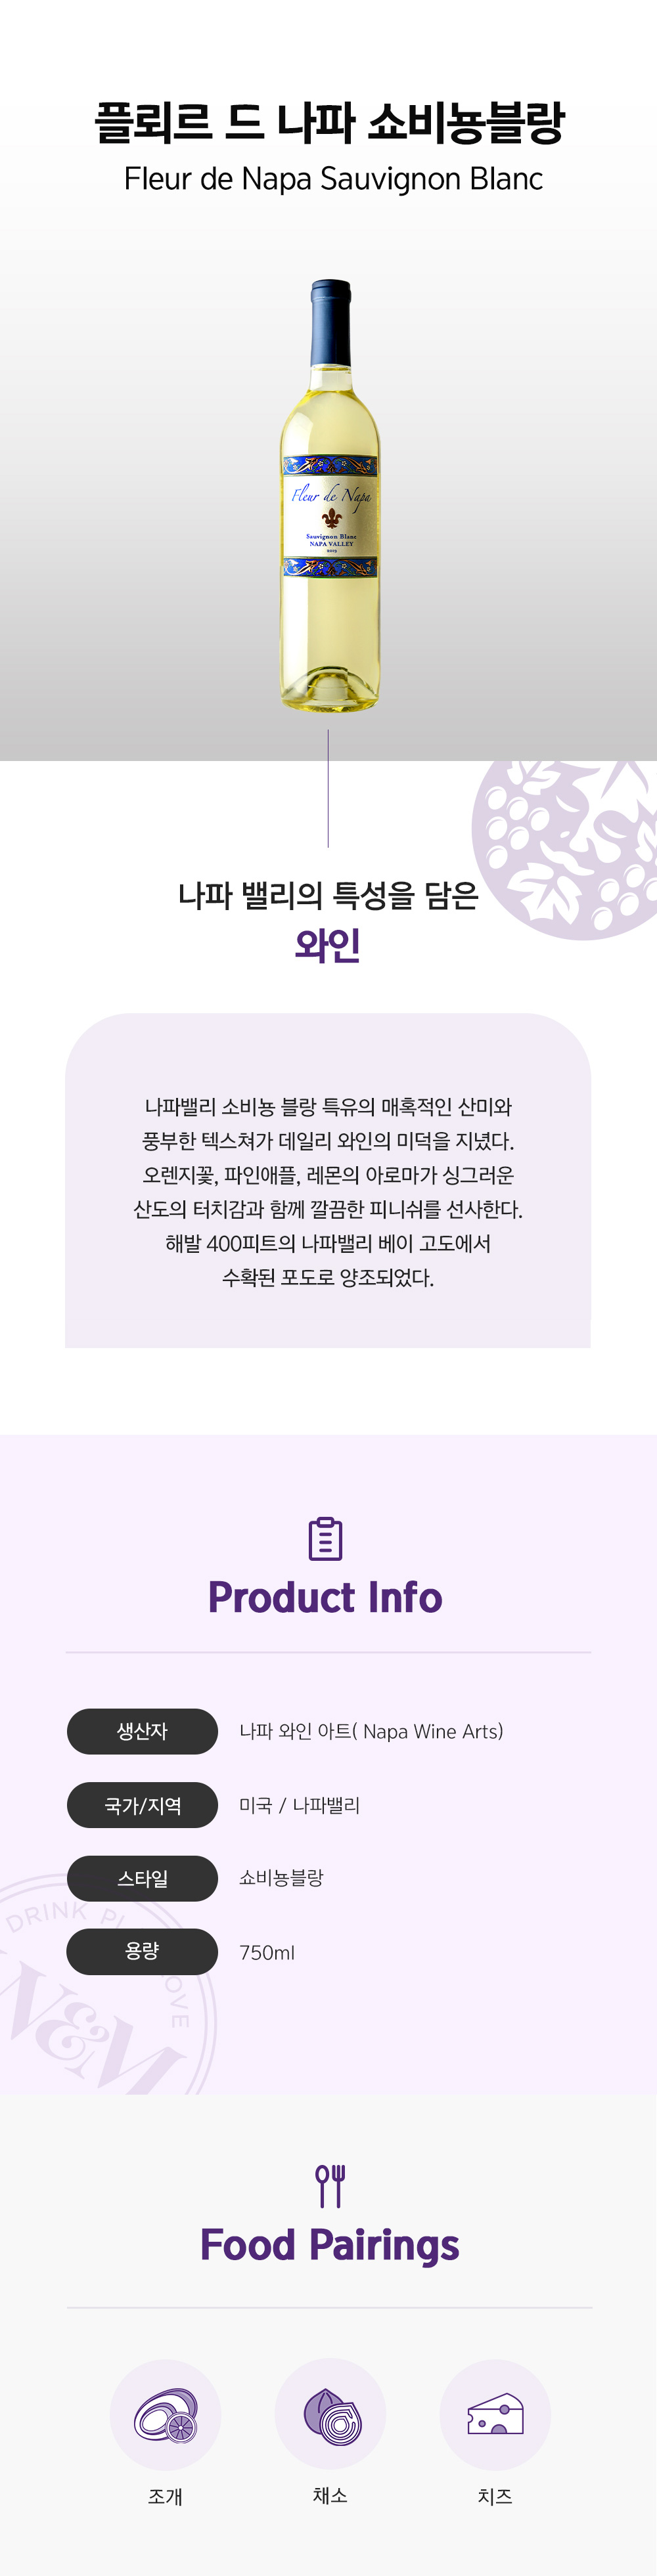 플뢰르 드 나파 쇼비뇽블랑
Fleur de Napa Sauvignon Blanc
Fleur de Napa
Sauvignon Blanc
NAPA VALLEY
나파 밸리의 특성을 담은
와인
나파밸리 소비뇽 블랑 특유의 매혹적인 산미와
풍부한 텍스쳐가 데일리 와인의 미덕을 지녔다.
오렌지꽃, 파인애플, 레몬의 아로마가 싱그러운
산도의 터치감과 함께 깔끔한 피니쉬를 선사한다.
해발 400피트의 나파밸리 베이 고도에서
수확된 포도로 양조되었다.
Product Info
생산자 나파 와인 아트( Napa Wine Arts)
국가/지역 미국 / 나파밸리
스타일 쇼비뇽블랑
용량 750ml
DRINK
W&M
Food Pairings
조개 채소 치즈